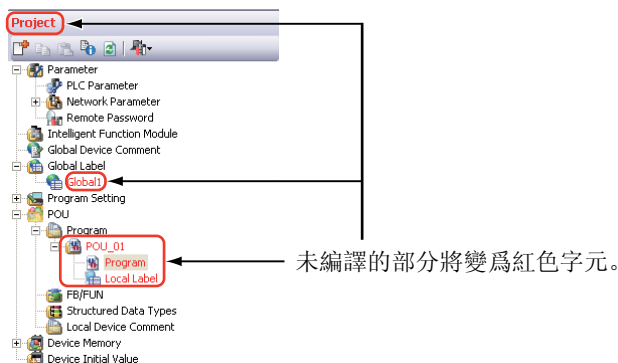 Project
Parameter
PLC Parameter
Network Parameter
Remote Password
Intelligent Function Module
Global Device Comment
Global Label
Global1
Program Setting
POU
Program
POU_01
Program
Local Label
未編譯的部分將變爲紅色字元。
FB/FUN
Structured Data Types
Local Device Comment
Device Memory
Device Initial Value